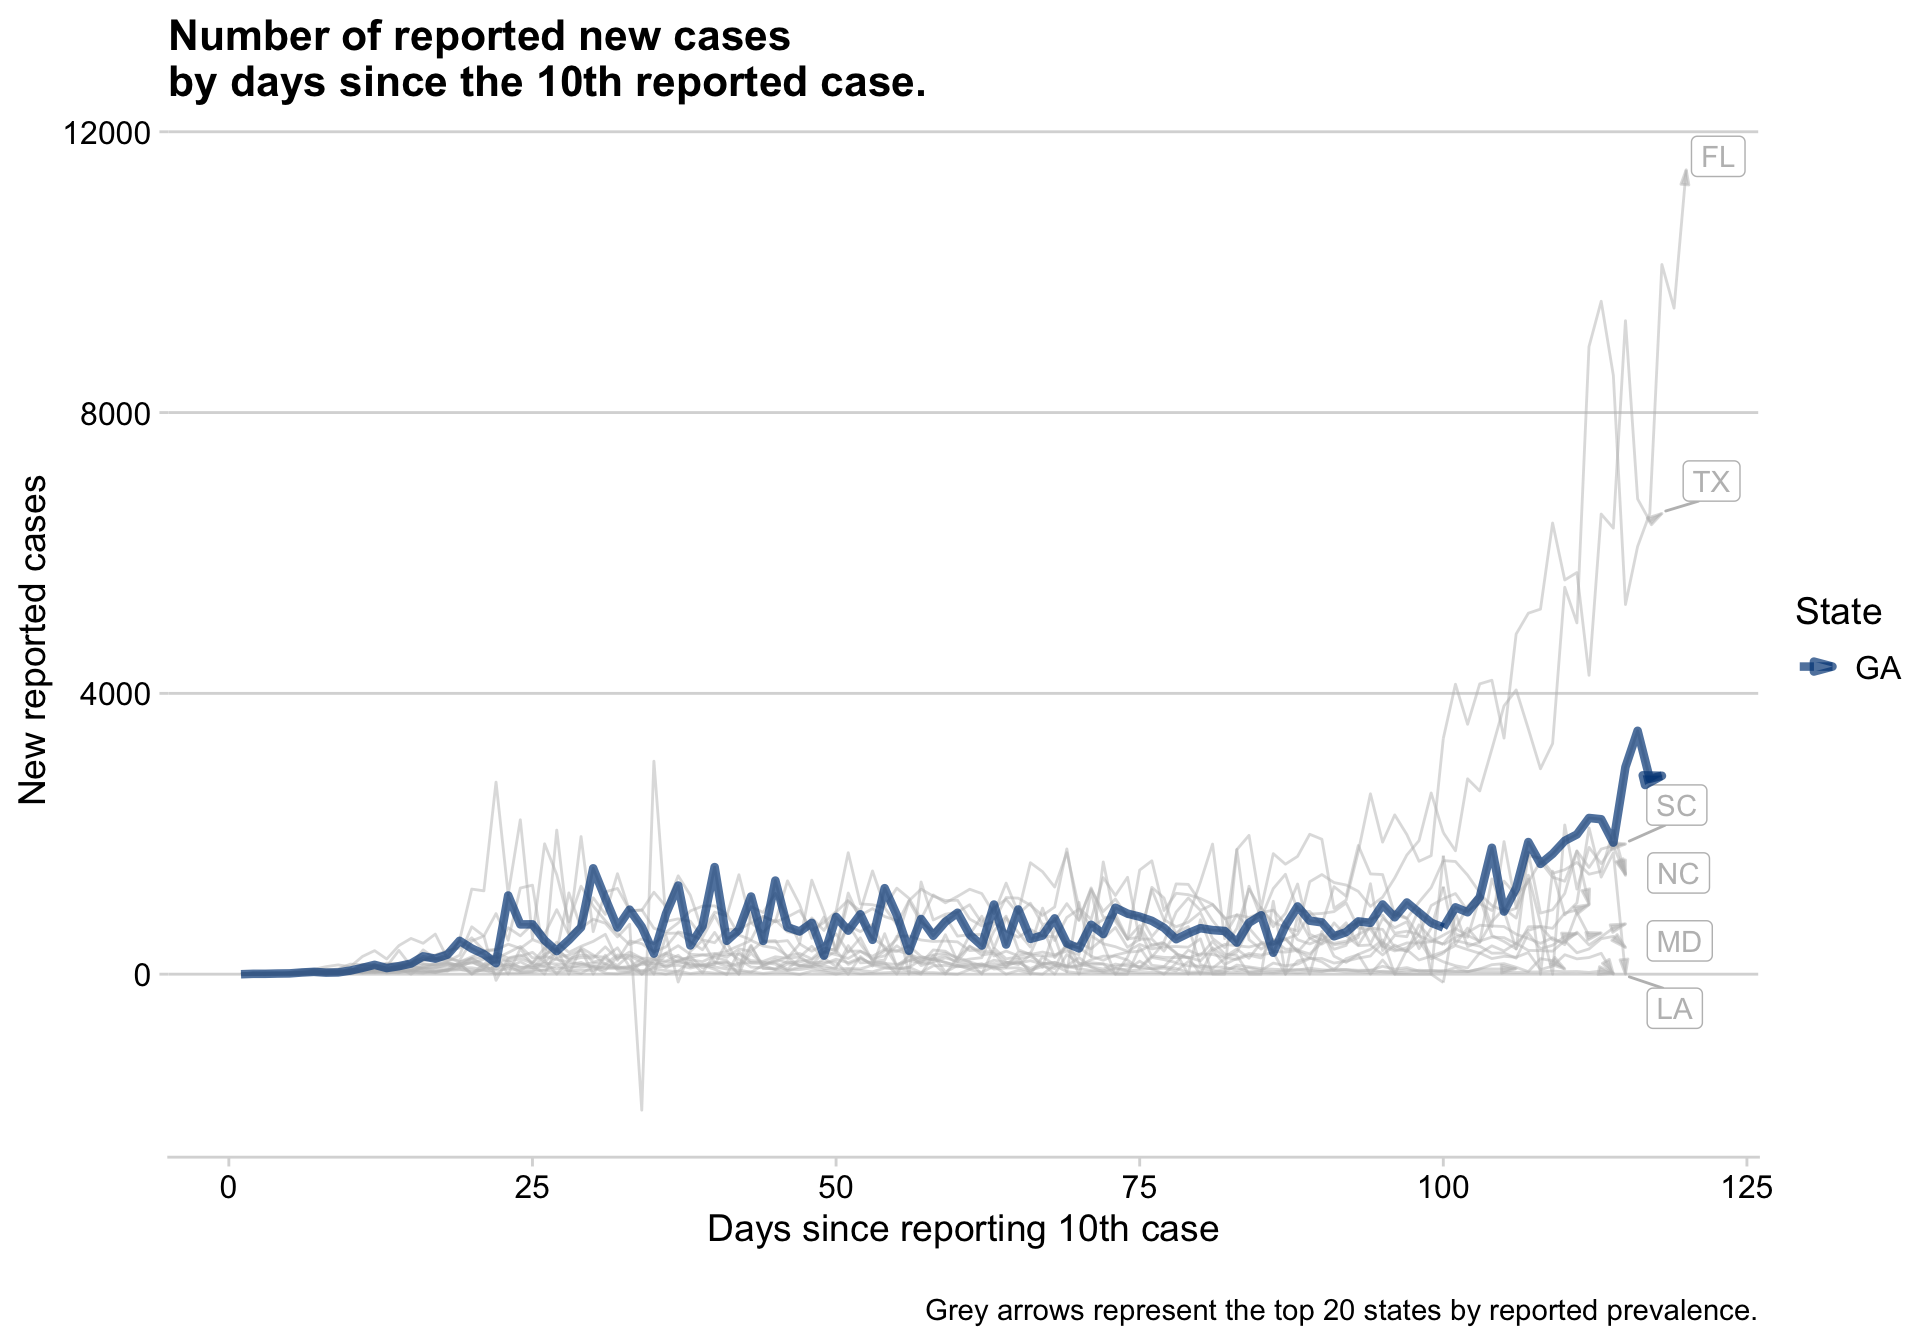 Number of reported new cases
by days since the 10th reported case.
12000
8000
4000
0
New reported cases
FL
TX
SC
NC
MD
LA
State
GA
0 25 50 75 100 125
Days since reporting 10th case
Grey arrows represent the top 20 states by reported prevalence.